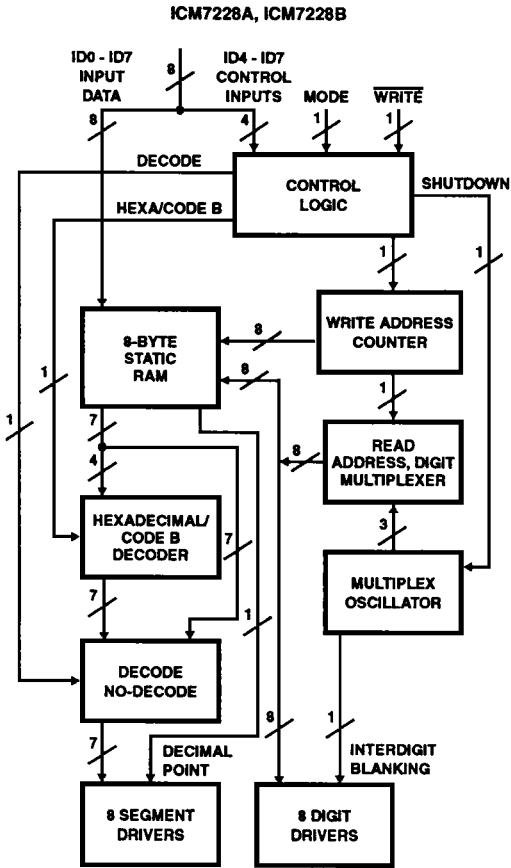 ICM7228A, ICM7228B
ID0 - ID7
INPUT
DATA
8
ID4 - ID7
CONTROL
INPUTS
MODE
WRITE
8
4
1
1
DECODE
HEXA/CODE B
CONTROL
LOGIC
SHUTDOWN
1
1
8-BYTE
STATIC
RAM
8
WRITE ADDRESS
COUNTER
8
1
1
1
7
4
8
READ
ADDRESS, DIGIT
MULTIPLEXER
HEXADECIMAL/
CODE B
DECODER
7
3
MULTIPLEX
OSCILLATOR
7
1
DECODE
NO-DECODE
8
1
7
DECIMAL
POINT
INTERDIGIT
BLANKING
8 SEGMENT
DRIVERS
8 DIGIT
DRIVERS